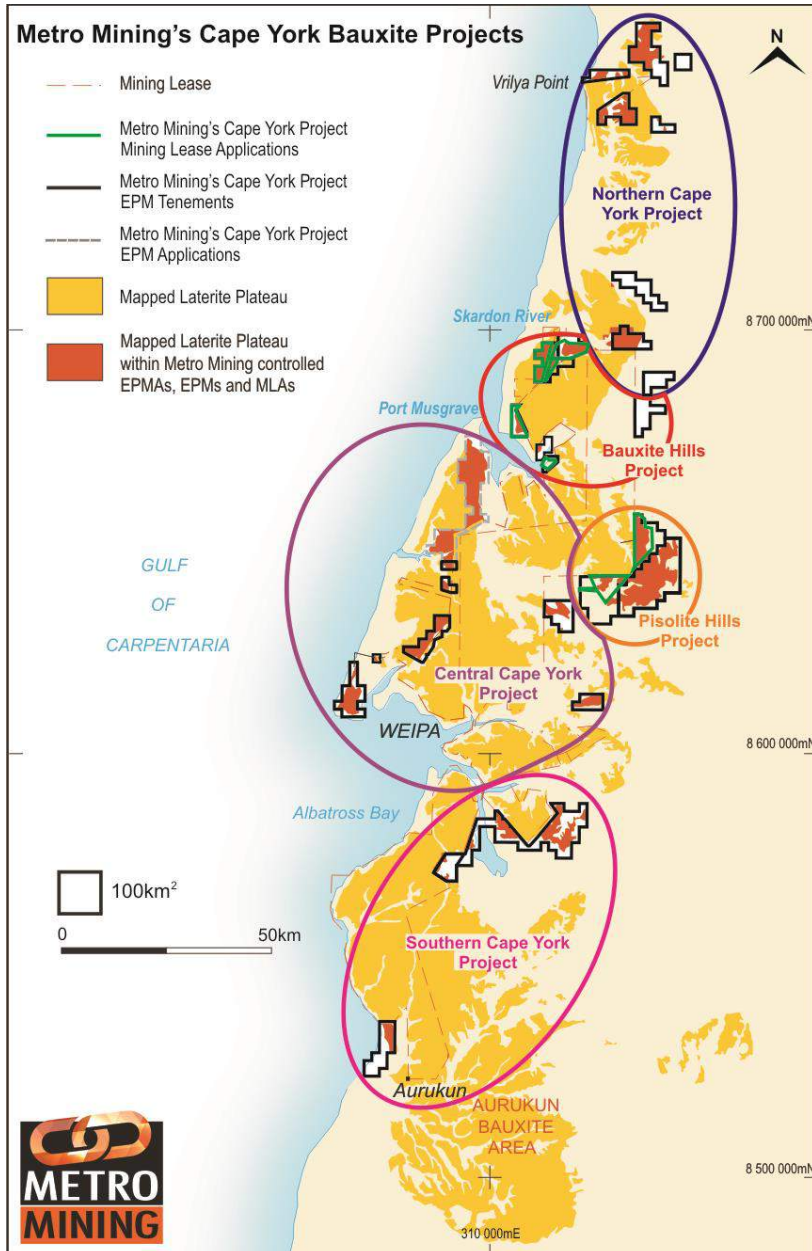 Metro Mining's Cape York Bauxite Projects
N
Mining Lease
Metro Mining's Cape York Project
Mining Lease Applications
Metro Mining's Cape York Project
EPM Tenements
Metro Mining's Cape York Project
EPM Applications
Mapped Laterite Plateau
Mapped Laterite Plateau
within Metro Mining controlled
EPMAs, EPMs and MLAs
Vrilya Point
Northern Cape
York Project
Skardon River
8 700 000mN
Port Musgrave
Bauxite Hills
Project
GULF
OF
CARPENTARIA
Pisolite Hills
Project
Central Cape York
Project
WEIPA
8 600 000mN
Albatross Bay
100km²
0 50km
Southern Cape York
Project
Aurukun
AURUKUN
BAUXITE
AREA
METRO
MINING
8 500 000mN
310 000mE